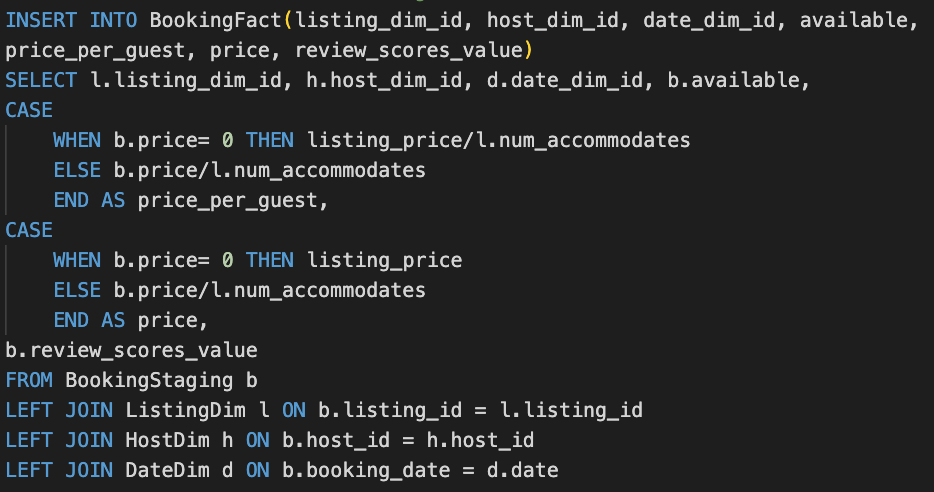 INSERT INTO BookingFact(listing_dim_id, host_dim_id, date_dim_id, available,
price_per_guest, price, review_scores_value)
SELECT l.listing_dim_id, h.host_dim_id, d.date_dim_id, b.available,
CASE
    WHEN b.price= 0 THEN listing_price/l.num_accommodates
    ELSE b.price/l.num_accommodates
    END AS price_per_guest,
CASE
    WHEN b.price= 0 THEN listing_price
    ELSE b.price/l.num_accommodates
    END AS price,
b.review_scores_value
FROM BookingStaging b
LEFT JOIN ListingDim l ON b.listing_id = l.listing_id
LEFT JOIN HostDim h ON b.host_id = h.host_id
LEFT JOIN DateDim d ON b.booking_date = d.date